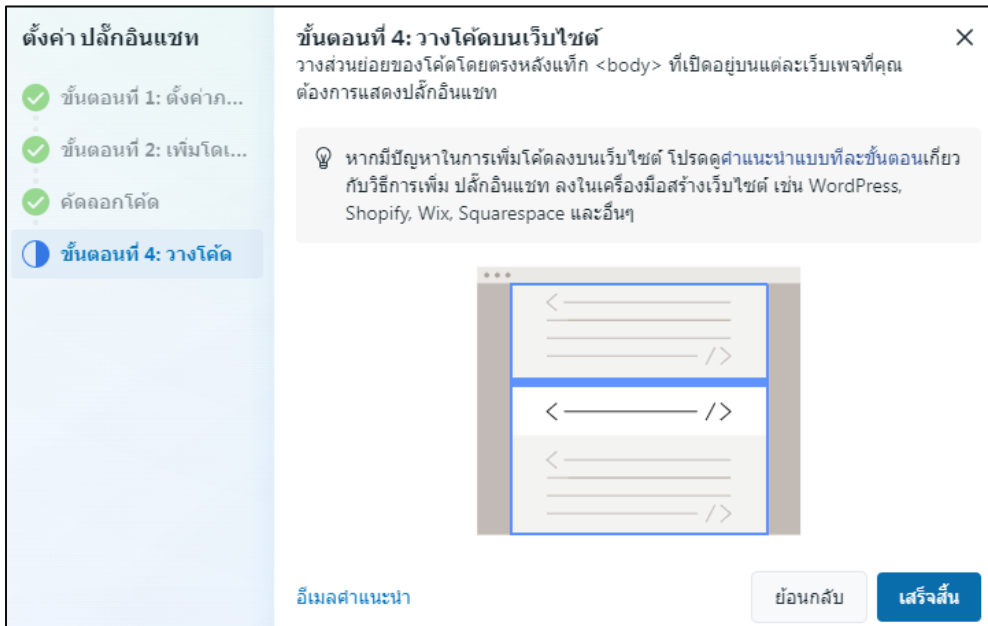 ตั้งค่า ปลั๊กอินแชท
ขั้นตอนที่ 1: ตั้งค่าภ...
ขั้นตอนที่ 2: เพิ่มโดเ...
คัดลอกโค้ด
ขั้นตอนที่ 4: วางโค้ด
ขั้นตอนที่ 4: วางโค้ดบนเว็บไซต์
วางส่วนย่อยของโค้ดโดยตรงหลังแท็ก <body> ที่เปิดอยู่บนแต่ละเว็บเพจที่คุณ
ต้องการแสดงปลั๊กอินแชท
หากมีปัญหาในการเพิ่มโค้ดลงบนเว็บไซต์ โปรดดูคำแนะนำแบบทีละขั้นตอนเกี่ยว
กับวิธีการเพิ่ม ปลั๊กอินแชท ลงในเครื่องมือสร้างเว็บไซต์ เช่น WordPress,
Shopify, Wix, Squarespace และอื่นๆ
อีเมลคำแนะนำ
ย้อนกลับ
เสร็จสิ้น